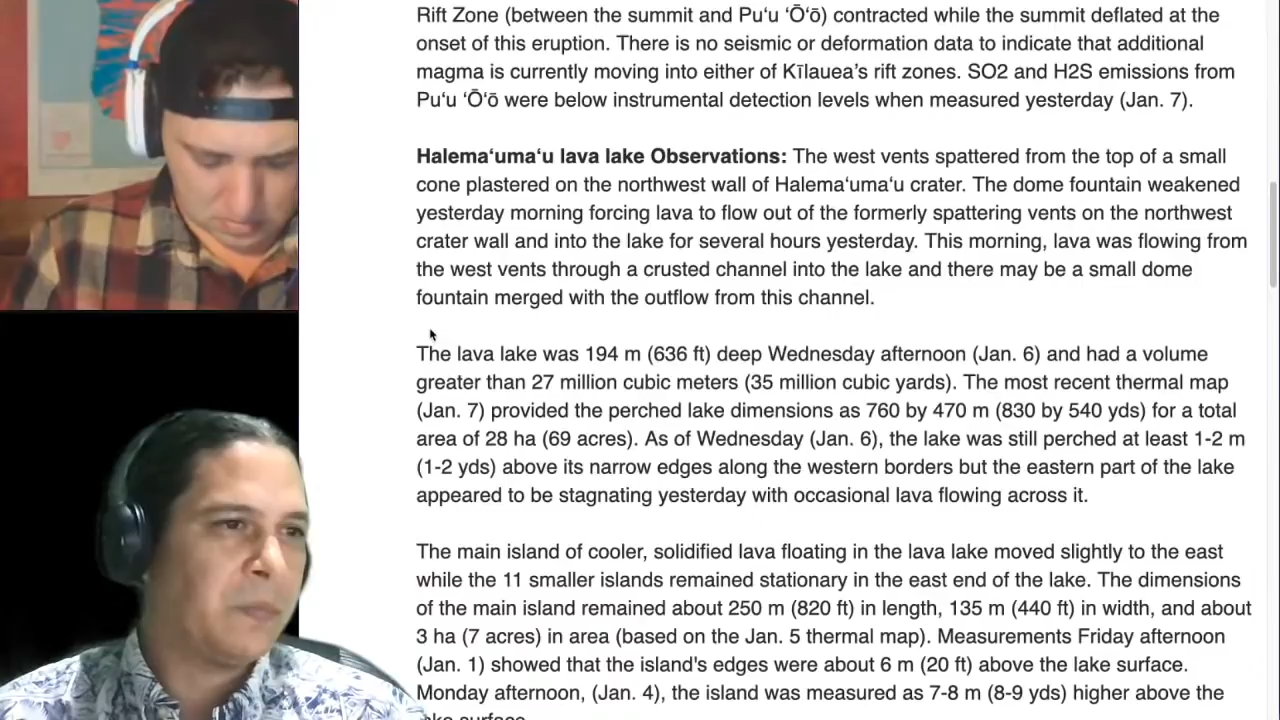 Rift Zone (between the summit and Puʻu ʻŌʻō) contracted while the summit deflated at the
onset of this eruption. There is no seismic or deformation data to indicate that additional
magma is currently moving into either of Kīlauea’s rift zones. SO2 and H2S emissions from
Puʻu ʻŌʻō were below instrumental detection levels when measured yesterday (Jan. 7).
Halemaʻumaʻu lava lake Observations: The west vents spattered from the top of a small
cone plastered on the northwest wall of Halemaʻumaʻu crater. The dome fountain weakened
yesterday morning forcing lava to flow out of the formerly spattering vents on the northwest
crater wall and into the lake for several hours yesterday. This morning, lava was flowing from
the west vents through a crusted channel into the lake and there may be a small dome
fountain merged with the outflow from this channel.
The lava lake was 194 m (636 ft) deep Wednesday afternoon (Jan. 6) and had a volume
greater than 27 million cubic meters (35 million cubic yards). The most recent thermal map
(Jan. 7) provided the perched lake dimensions as 760 by 470 m (830 by 540 yds) for a total
area of 28 ha (69 acres). As of Wednesday (Jan. 6), the lake was still perched at least 1-2 m
(1-2 yds) above its narrow edges along the western borders but the eastern part of the lake
appeared to be stagnating yesterday with occasional lava flowing across it.
The main island of cooler, solidified lava floating in the lava lake moved slightly to the east
while the 11 smaller islands remained stationary in the east end of the lake. The dimensions
of the main island remained about 250 m (820 ft) in length, 135 m (440 ft) in width, and about
3 ha (7 acres) in area (based on the Jan. 5 thermal map). Measurements Friday afternoon
(Jan. 1) showed that the island's edges were about 6 m (20 ft) above the lake surface.
Monday afternoon, (Jan. 4), the island was measured as 7-8 m (8-9 yds) higher above the
lake surface.